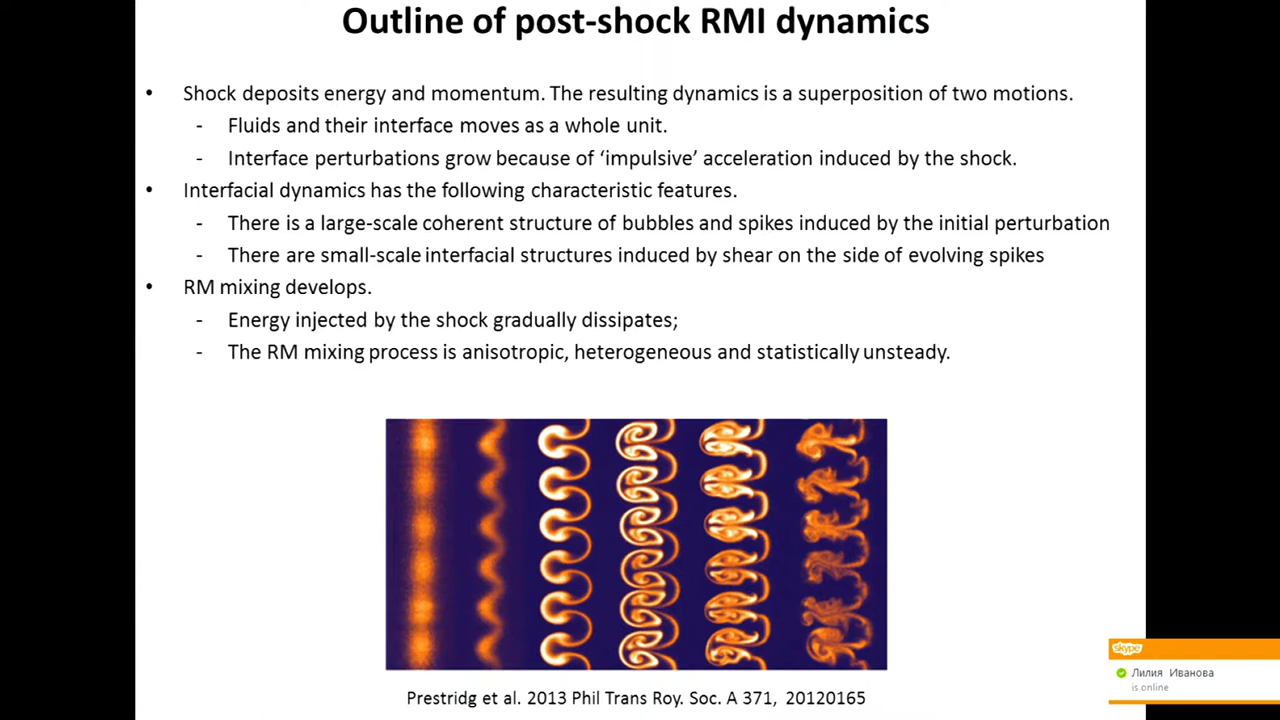 Outline of post-shock RMI dynamics
• Shock deposits energy and momentum. The resulting dynamics is a superposition of two motions.
- Fluids and their interface moves as a whole unit.
- Interface perturbations grow because of ‘impulsive’ acceleration induced by the shock.
• Interfacial dynamics has the following characteristic features.
- There is a large-scale coherent structure of bubbles and spikes induced by the initial perturbation
- There are small-scale interfacial structures induced by shear on the side of evolving spikes
• RM mixing develops.
- Energy injected by the shock gradually dissipates;
- The RM mixing process is anisotropic, heterogeneous and statistically unsteady.
Prestridg et al. 2013 Phil Trans Roy. Soc. A 371, 20120165
skype
Лилия Иванова
is online